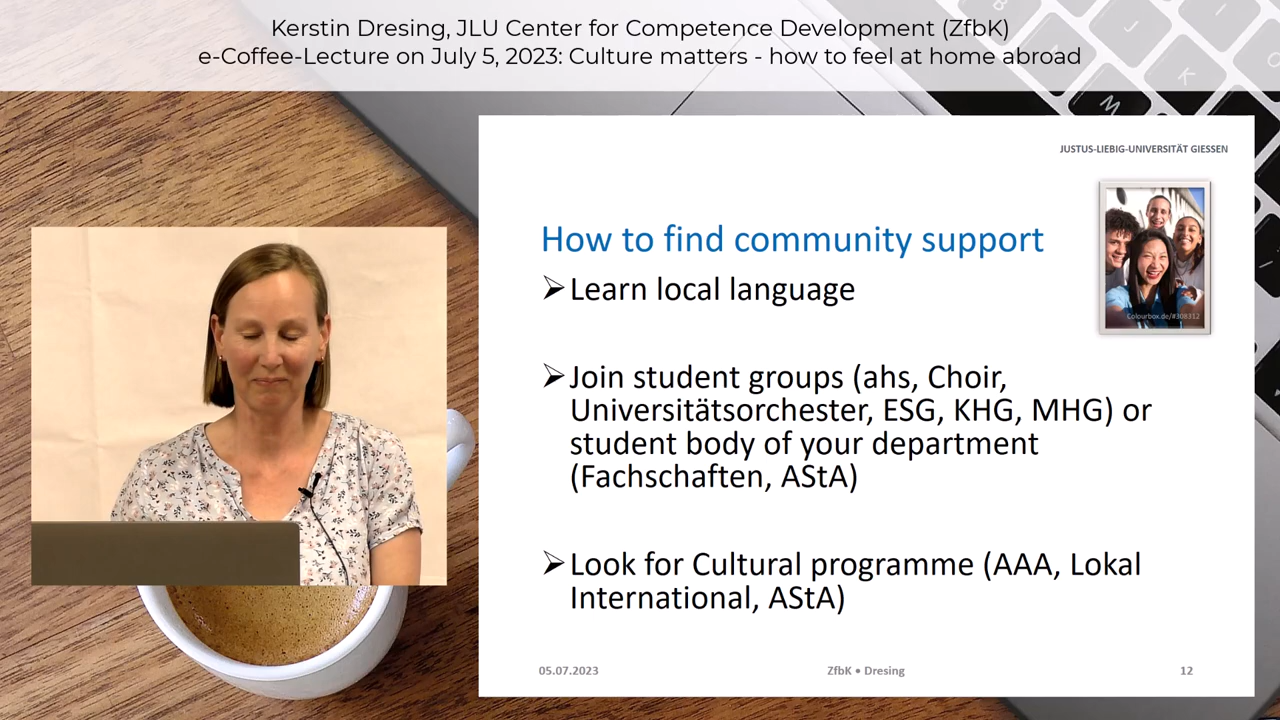 Kerstin Dresing, JLU Center for Competence Development (ZfbK)
e-Coffee-Lecture on July 5, 2023: Culture matters - how to feel at home abroad
JUSTUS-LIEBIG-UNIVERSITÄT GIESSEN
How to find community support
➢Learn local language
➢Join student groups (ahs, Choir,
Universitätsorchester, ESG, KHG, MHG) or
student body of your department
(Fachschaften, AStA)
➢Look for Cultural programme (AAA, Lokal
International, AStA)
Colourbox.de/#308312
05.07.2023
ZfbK • Dresing
12
B
J
I
K
M